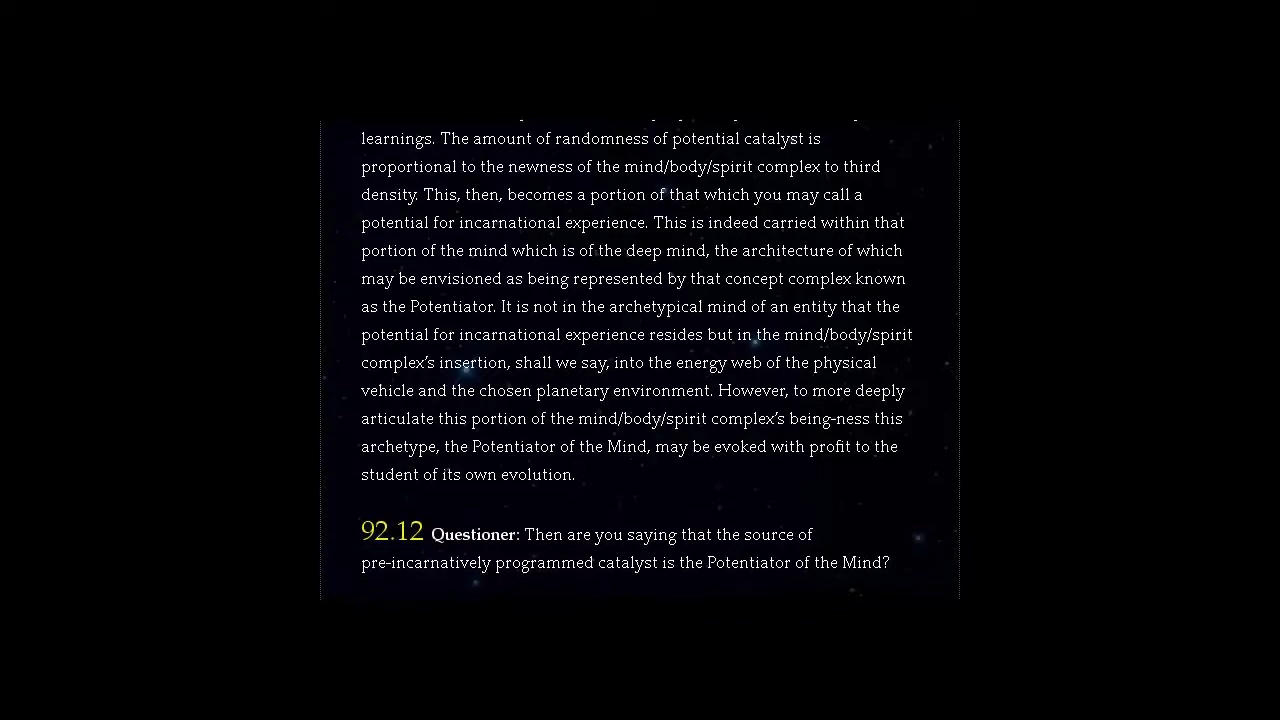 learnings. The amount of randomness of potential catalyst is
proportional to the newness of the mind/body/spirit complex to third
density. This, then, becomes a portion of that which you may call a
potential for incarnational experience. This is indeed carried within that
portion of the mind which is of the deep mind, the architecture of which
may be envisioned as being represented by that concept complex known
as the Potentiator. It is not in the archetypical mind of an entity that the
potential for incarnational experience resides but in the mind/body/spirit
complex’s insertion, shall we say, into the energy web of the physical
vehicle and the chosen planetary environment. However, to more deeply
articulate this portion of the mind/body/spirit complex’s being-ness this
archetype, the Potentiator of the Mind, may be evoked with profit to the
student of its own evolution.
92.12 Questioner: Then are you saying that the source of
pre-incarnatively programmed catalyst is the Potentiator of the Mind?